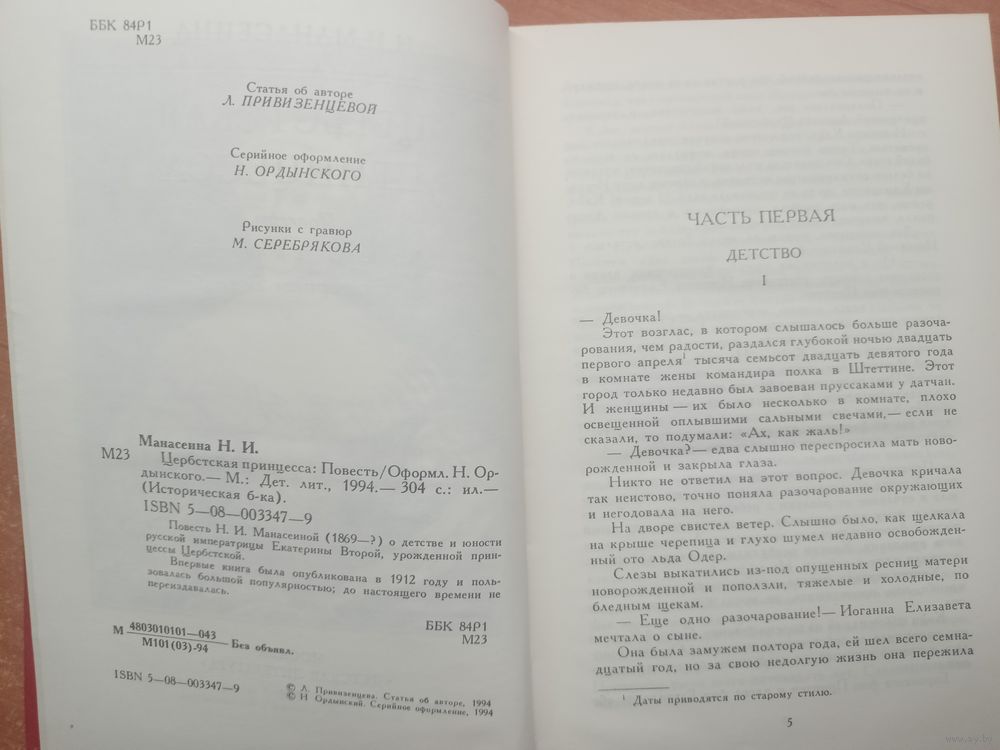 ББК 84Р1
М23
Статья об авторе
Л. ПРИВИЗЕНЦЕВОЙ
Серийное оформление
Н. ОРДЫНСКОГО
Рисунки с гравюр
М. СЕРЕБРЯКОВА
Манасеина Н. И.
М23 Цербстская принцесса: Повесть/Оформл. Н. Ор-
дынского.— М.: Дет. лит., 1994.— 304 с.: ил.—
(Историческая б-ка).
ISBN 5—08—003347—9
Повесть Н. И. Манасеиной (1869—?) о детстве и юности
русской императрицы Екатерины Второй, урожденной прин-
цессы Цербстской.
Впервые книга была опубликована в 1912 году и поль-
зовалась большой популярностью; до настоящего времени не
переиздавалась.
М 4803010101—043 — Без объявл.
М101(03)-94
ББК 84Р1
М23
ISBN 5—08—003347—9
© Л. Привизенцева. Статья об авторе, 1994
© Н Ордынский. Серийное оформление, 1994
ЧАСТЬ ПЕРВАЯ
ДЕТСТВО
I
— Девочка!
Этот возглас, в котором слышалось больше разоча-
рования, чем радости, раздался глубокой ночью двадцать
первого апреля¹ тысяча семьсот двадцать девятого года
в комнате жены командира полка в Штеттине. Этот
город только недавно был завоеван пруссаками у датчан.
И женщины — их было несколько в комнате, плохо
освещенной оплывшими сальными свечами,— если не
сказали, то подумали: «Ах, как жаль!»
— Девочка?— едва слышно переспросила мать ново-
рожденной и закрыла глаза.
Никто не ответил на этот вопрос. Девочка кричала
так неистово, точно поняла разочарование окружающих
и негодовала на него.
На дворе свистел ветер. Слышно было, как щелкала
на крыше черепица и глухо шумел недавно освобожден-
ный ото льда Одер.
Слезы выкатились из-под опущенных ресниц матери
новорожденной и поползли, тяжелые и холодные, по
бледным щекам.
— Еще одно разочарование!— Иоганна Елизавета
мечтала о сыне.
Она была замужем полтора года, ей шел всего семна-
дцатый год, но за свою недолгую жизнь она пережила
¹ Даты приводятся по старому стилю.
5
www.ay.by